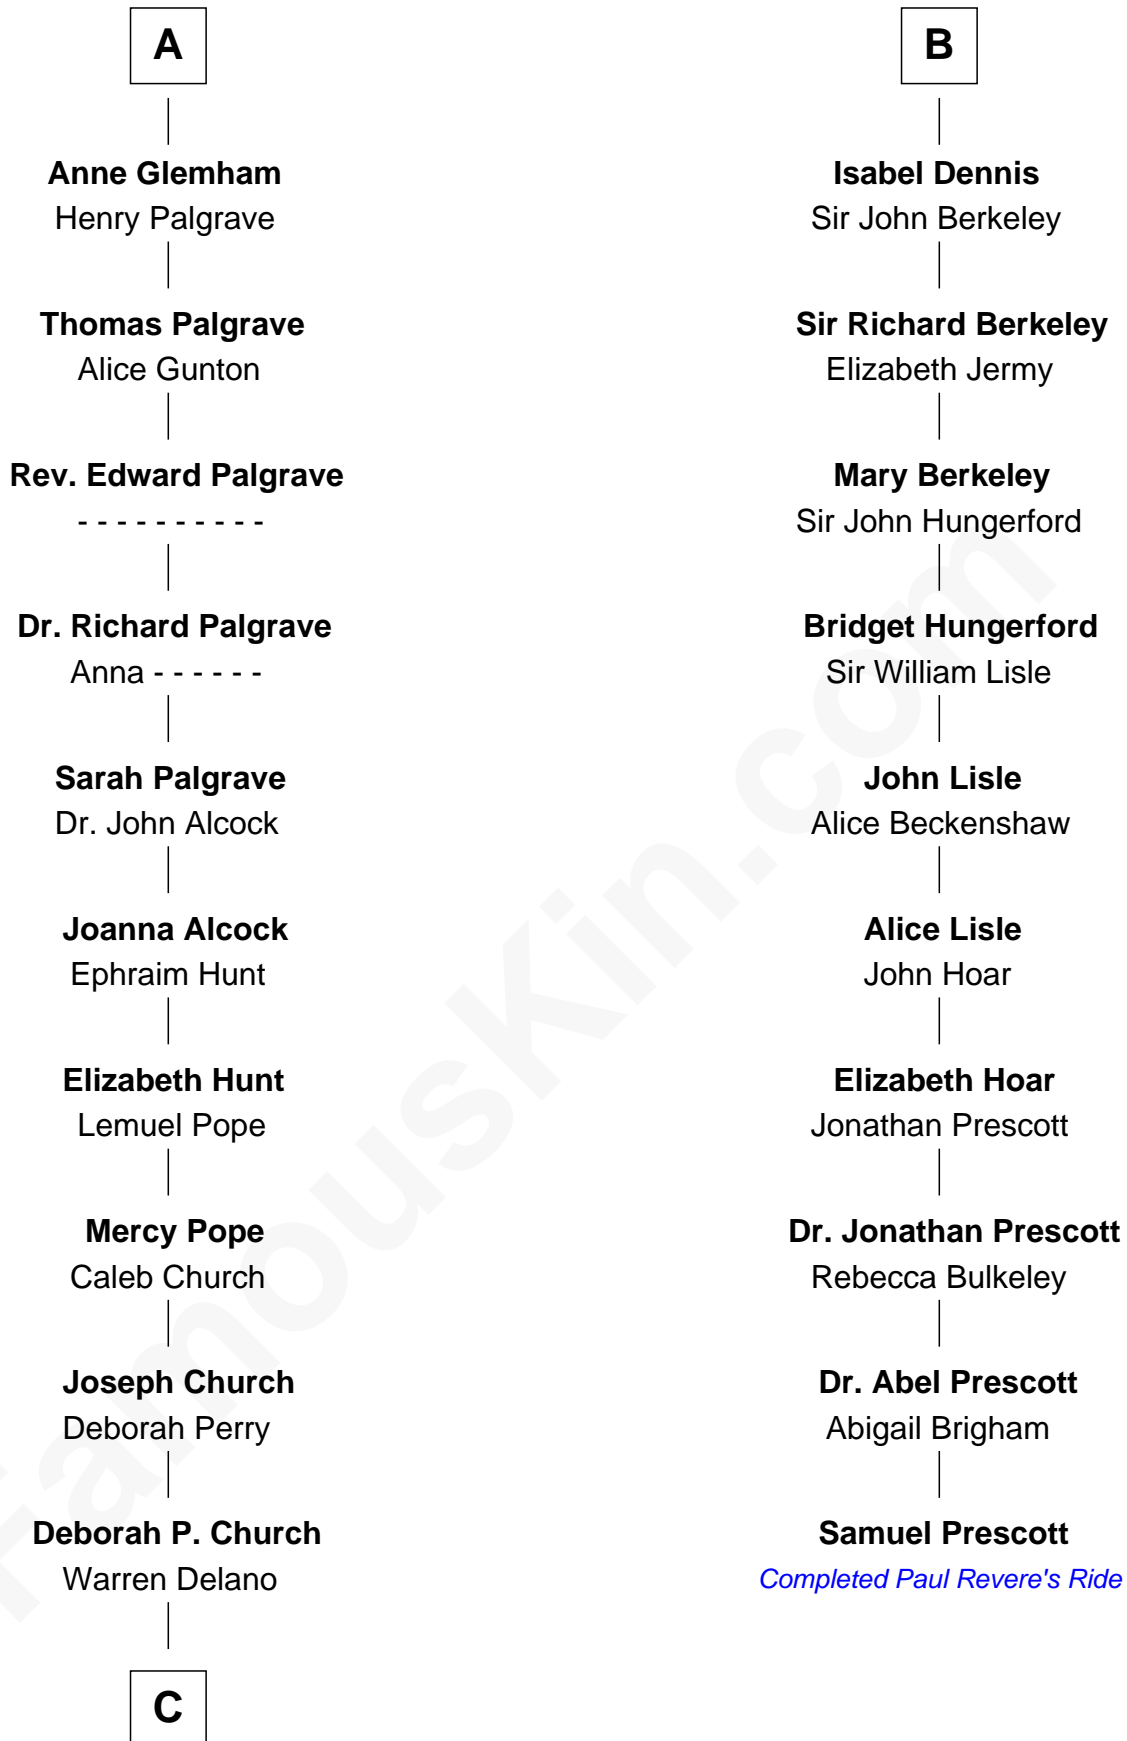 A
Anne Glemham
Henry Palgrave
Thomas Palgrave
Alice Gunton
Rev. Edward Palgrave
- - - - - - - - - -
Dr. Richard Palgrave
Anna - - - - - -
Sarah Palgrave
Dr. John Alcock
Joanna Alcock
Ephraim Hunt
Elizabeth Hunt
Lemuel Pope
Mercy Pope
Caleb Church
Joseph Church
Deborah Perry
Deborah P. Church
Warren Delano
C
B
Isabel Dennis
Sir John Berkeley
Sir Richard Berkeley
Elizabeth Jermy
Mary Berkeley
Sir John Hungerford
Bridget Hungerford
Sir William Lisle
John Lisle
Alice Beckenshaw
Alice Lisle
John Hoar
Elizabeth Hoar
Jonathan Prescott
Dr. Jonathan Prescott
Rebecca Bulkeley
Dr. Abel Prescott
Abigail Brigham
Samuel Prescott
Completed Paul Revere's Ride
FamousKin.com